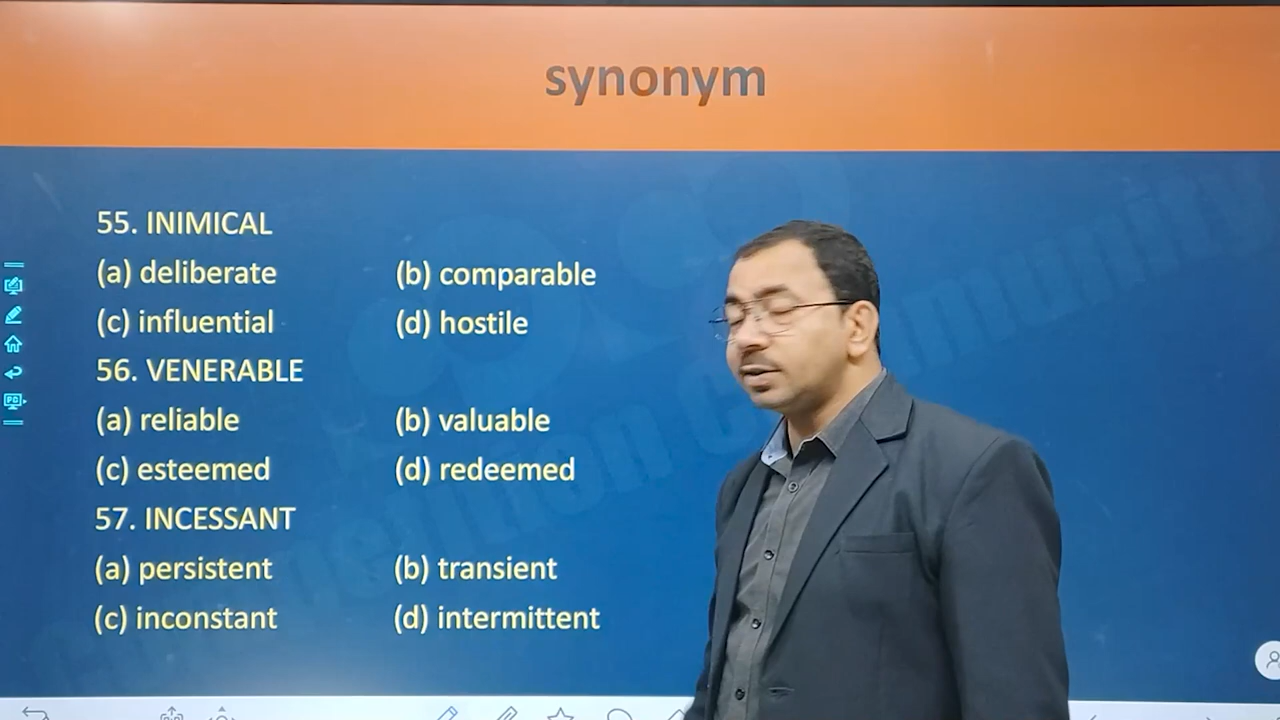 synonym
55. INIMICAL
(a) deliberate (b) comparable
(c) influential (d) hostile
56. VENERABLE
(a) reliable (b) valuable
(c) esteemed (d) redeemed
57. INCESSANT
(a) persistent (b) transient
(c) inconstant (d) intermittent